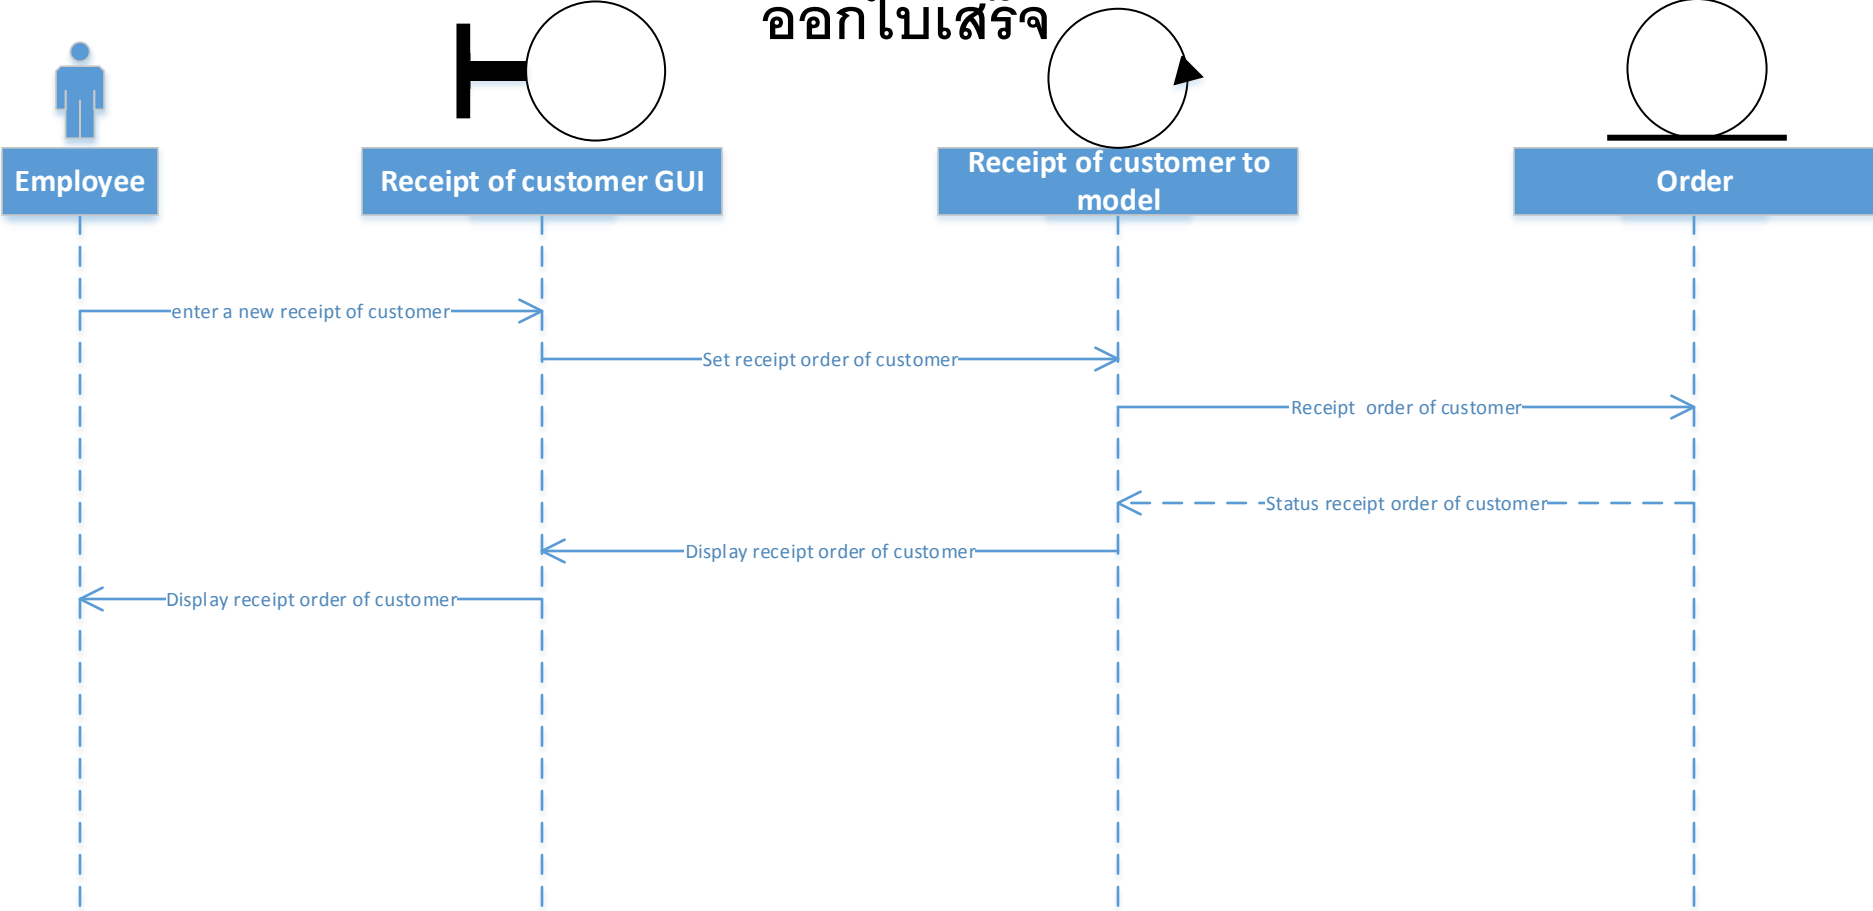 ออกใบเสร็จ
Employee
Receipt of customer GUI
Receipt of customer to
model
Order
enter a new receipt of customer
Set receipt order of customer
Receipt order of customer
Status receipt order of customer
Display receipt order of customer
Display receipt order of customer